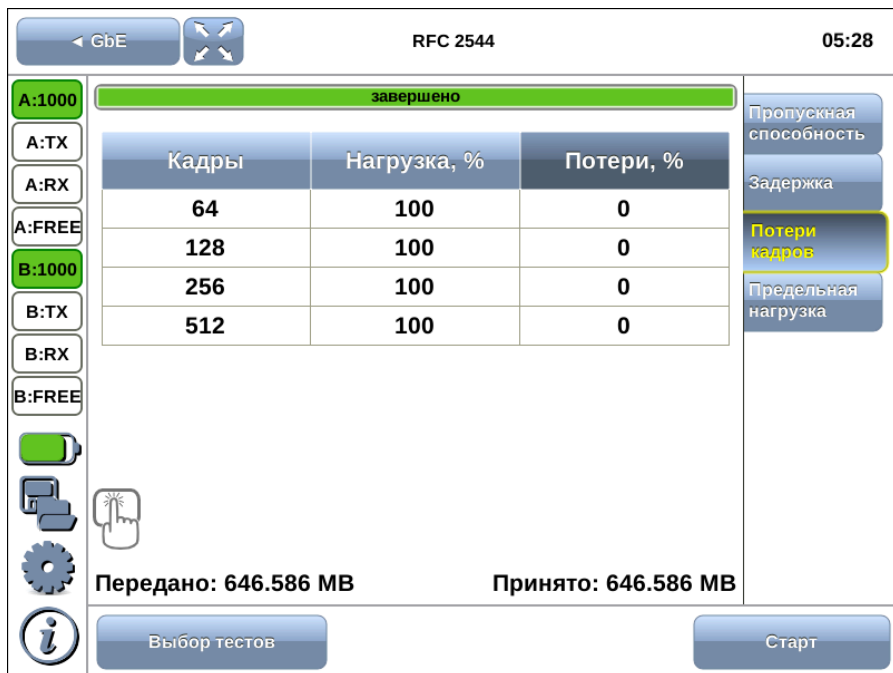 ◄ GbE
RFC 2544
05:28
A:1000
A:TX
A:RX
A:FREE
B:1000
B:TX
B:RX
B:FREE
завершено
Кадры Нагрузка, % Потери, %
64 100 0
128 100 0
256 100 0
512 100 0
Передано: 646.586 MB Принято: 646.586 MB
Пропускная
способность
Задержка
Потери
кадров
Предельная
нагрузка
i
Выбор тестов
Старт